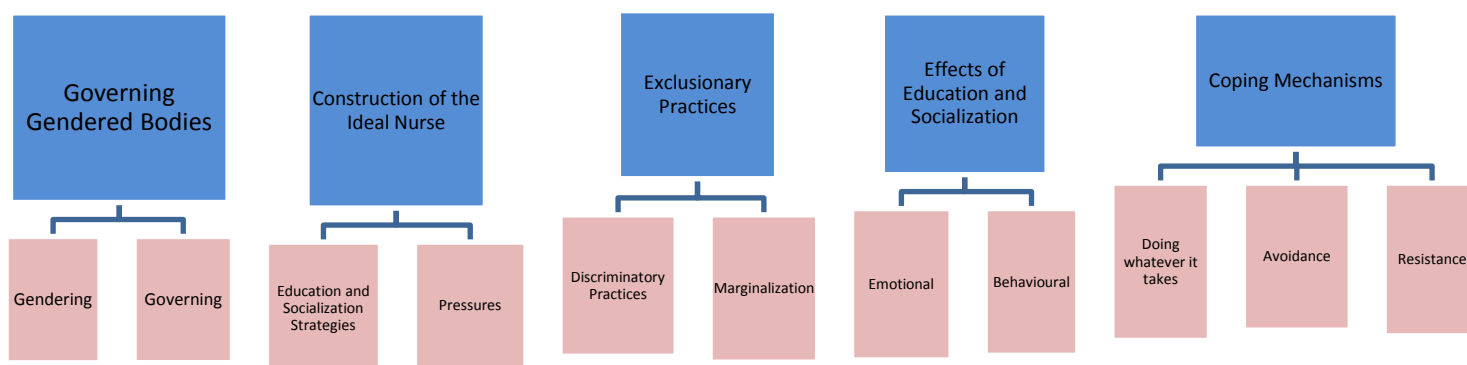 Governing
Gendered Bodies
Construction of the
Ideal Nurse
Exclusionary
Practices
Effects of
Education and
Socialization
Coping Mechanisms
Gendering
Governing
Education and
Socialization
Strategies
Pressures
Discriminatory
Practices
Marginalization
Emotional
Behavioural
Doing
whatever it
takes
Avoidance
Resistance